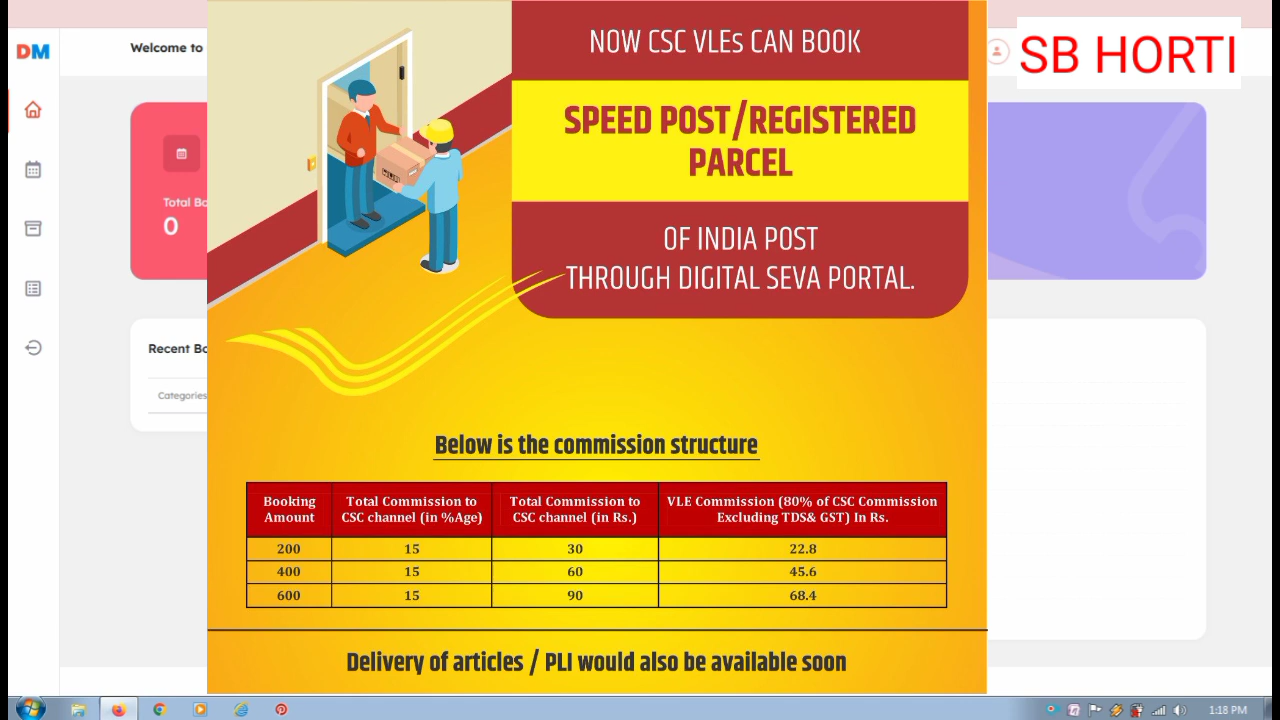 DM
Welcome to
SB HORTI
NOW CSC VLEs CAN BOOK
SPEED POST/REGISTERED
PARCEL
OF INDIA POST
THROUGH DIGITAL SEVA PORTAL.
Total Bo
0
Recent Bo
Categories
Below is the commission structure
Booking Amount | Total Commission to CSC channel (in %Age) | Total Commission to CSC channel (in Rs.) | VLE Commission (80% of CSC Commission Excluding TDS& GST) In Rs.
200 15 30 22.8
400 15 60 45.6
600 15 90 68.4
Delivery of articles / PLI would also be available soon
1:18 PM